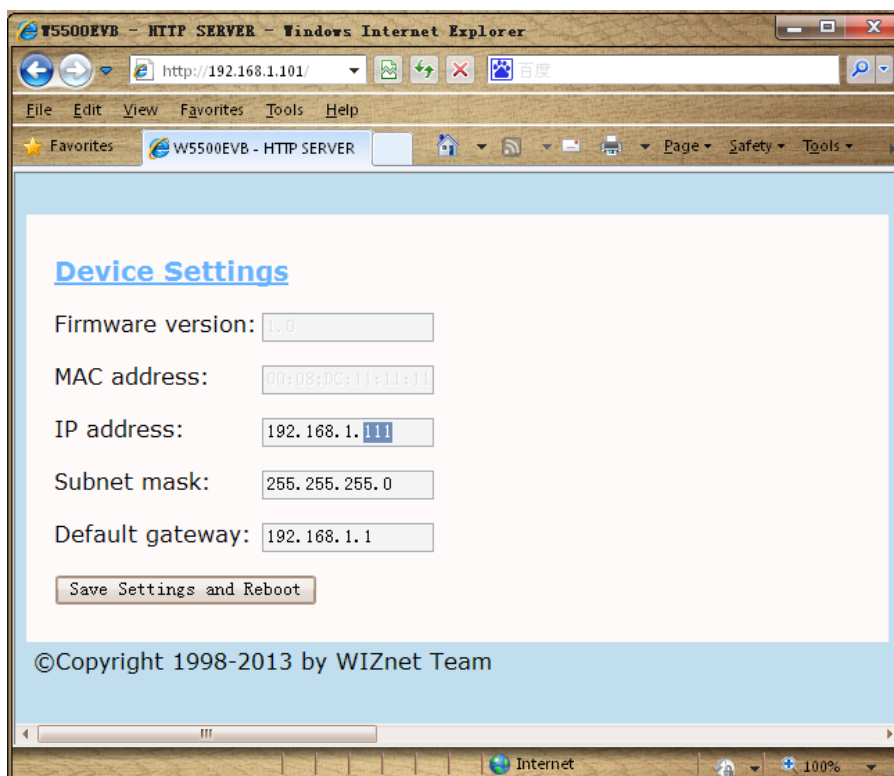 W5500EVB - HTTP SERVER - Windows Internet Explorer
http://192.168.1.101/ 百度
File Edit View Favorites Tools Help
Favorites W5500EVB - HTTP SERVER Page Safety Tools
Device Settings
Firmware version: 1.0
MAC address: 00:08:DC:11:11:11
IP address: 192.168.1.111
Subnet mask: 255.255.255.0
Default gateway: 192.168.1.1
Save Settings and Reboot
©Copyright 1998-2013 by WIZnet Team
Internet 100%